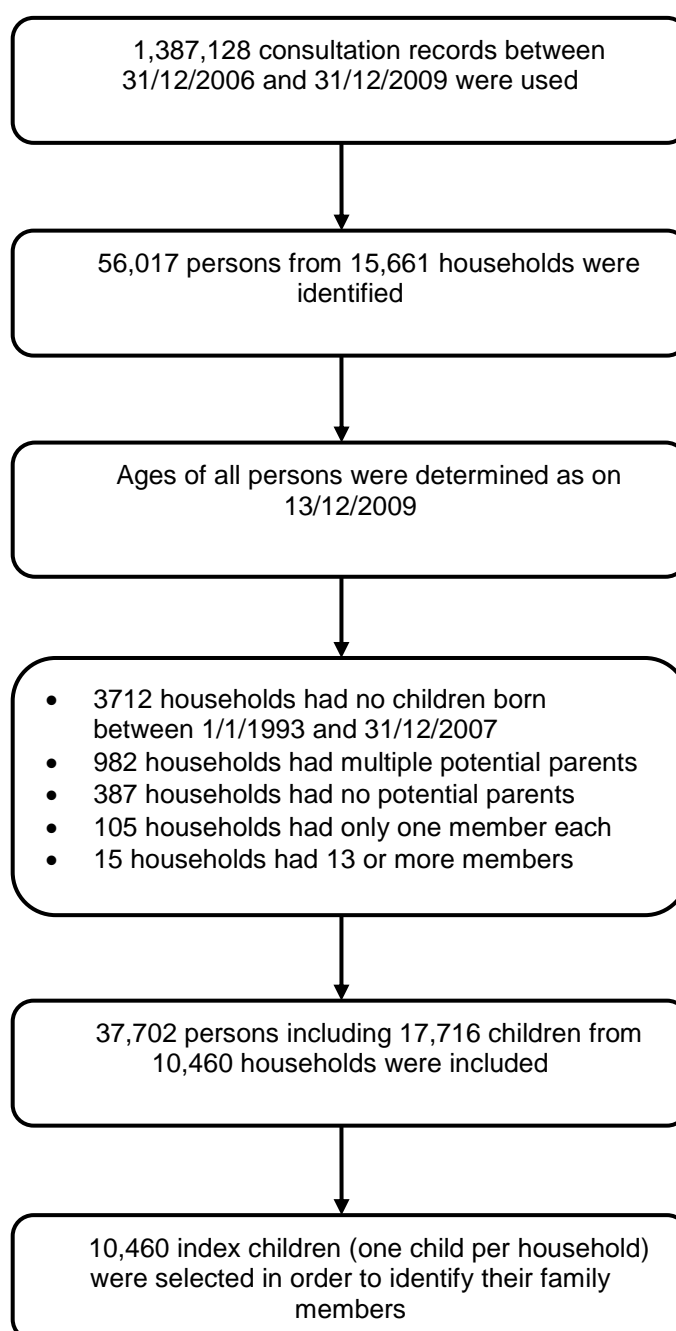 1,387,128 consultation records between
31/12/2006 and 31/12/2009 were used
56,017 persons from 15,661 households were
identified
Ages of all persons were determined as on
13/12/2009
• 3712 households had no children born
between 1/1/1993 and 31/12/2007
• 982 households had multiple potential parents
• 387 households had no potential parents
• 105 households had only one member each
• 15 households had 13 or more members
37,702 persons including 17,716 children from
10,460 households were included
10,460 index children (one child per household)
were selected in order to identify their family
members